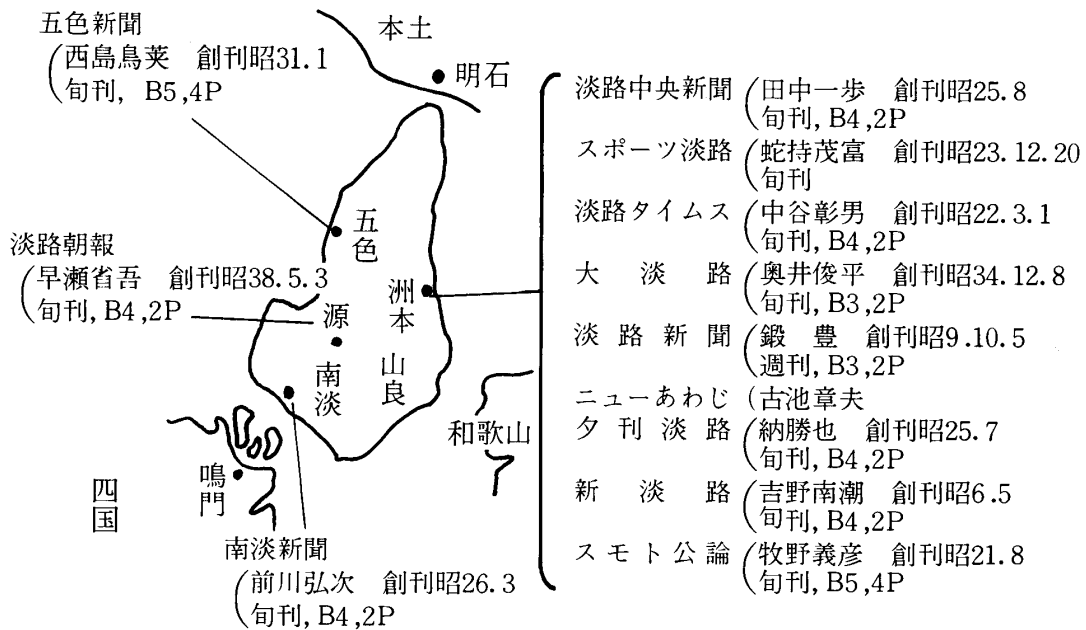 五色新聞
(西島鳥莢 創刊昭31.1
旬刊, B5,4P
本土
明石
五色
淡路朝報
(早瀬省吾 創刊昭38.5.3
旬刊, B4,2P
洲本
源
南淡
山良
和歌山
鳴門
四国
南淡新聞
(前川弘次 創刊昭26.3
旬刊, B4,2P
淡路中央新聞(田中一歩 創刊昭25.8
旬刊, B4,2P
スポーツ淡路(蛇持茂富 創刊昭23.12.20
旬刊
淡路タイムス(中谷彰男 創刊昭22.3.1
旬刊, B4,2P
大淡路(奥井俊平 創刊昭34.12.8
旬刊, B3,2P
淡路新聞(鍛 豊 創刊昭9.10.5
週刊, B3,2P
ニューあわじ(古池章夫
夕刊淡路(納勝也 創刊昭25.7
旬刊, B4,2P
新淡路(吉野南潮 創刊昭6.5
旬刊, B4,2P
スモト公論(牧野義彦 創刊昭21.8
旬刊, B5,4P